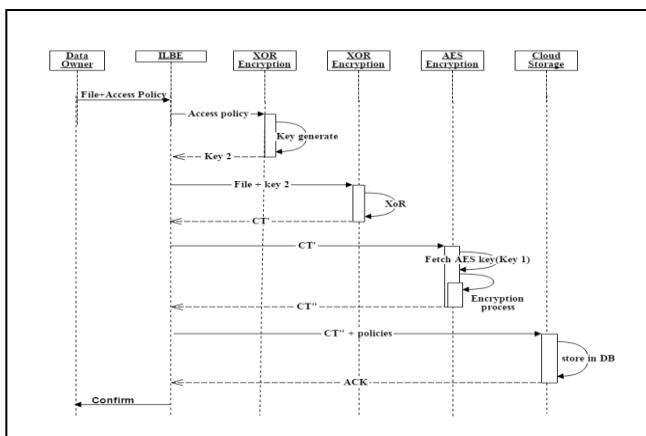 Data Owner
ILBE
XOR Encryption
XOR Encryption
AES Encryption
Cloud Storage
File+Access Policy
Access policy
Key generate
Key 2
File + key 2
XoR
CT'
CT'
Fetch AES key(Key 1)
Encryption process
CT"
CT" + policies
store in DB
ACK
Confirm